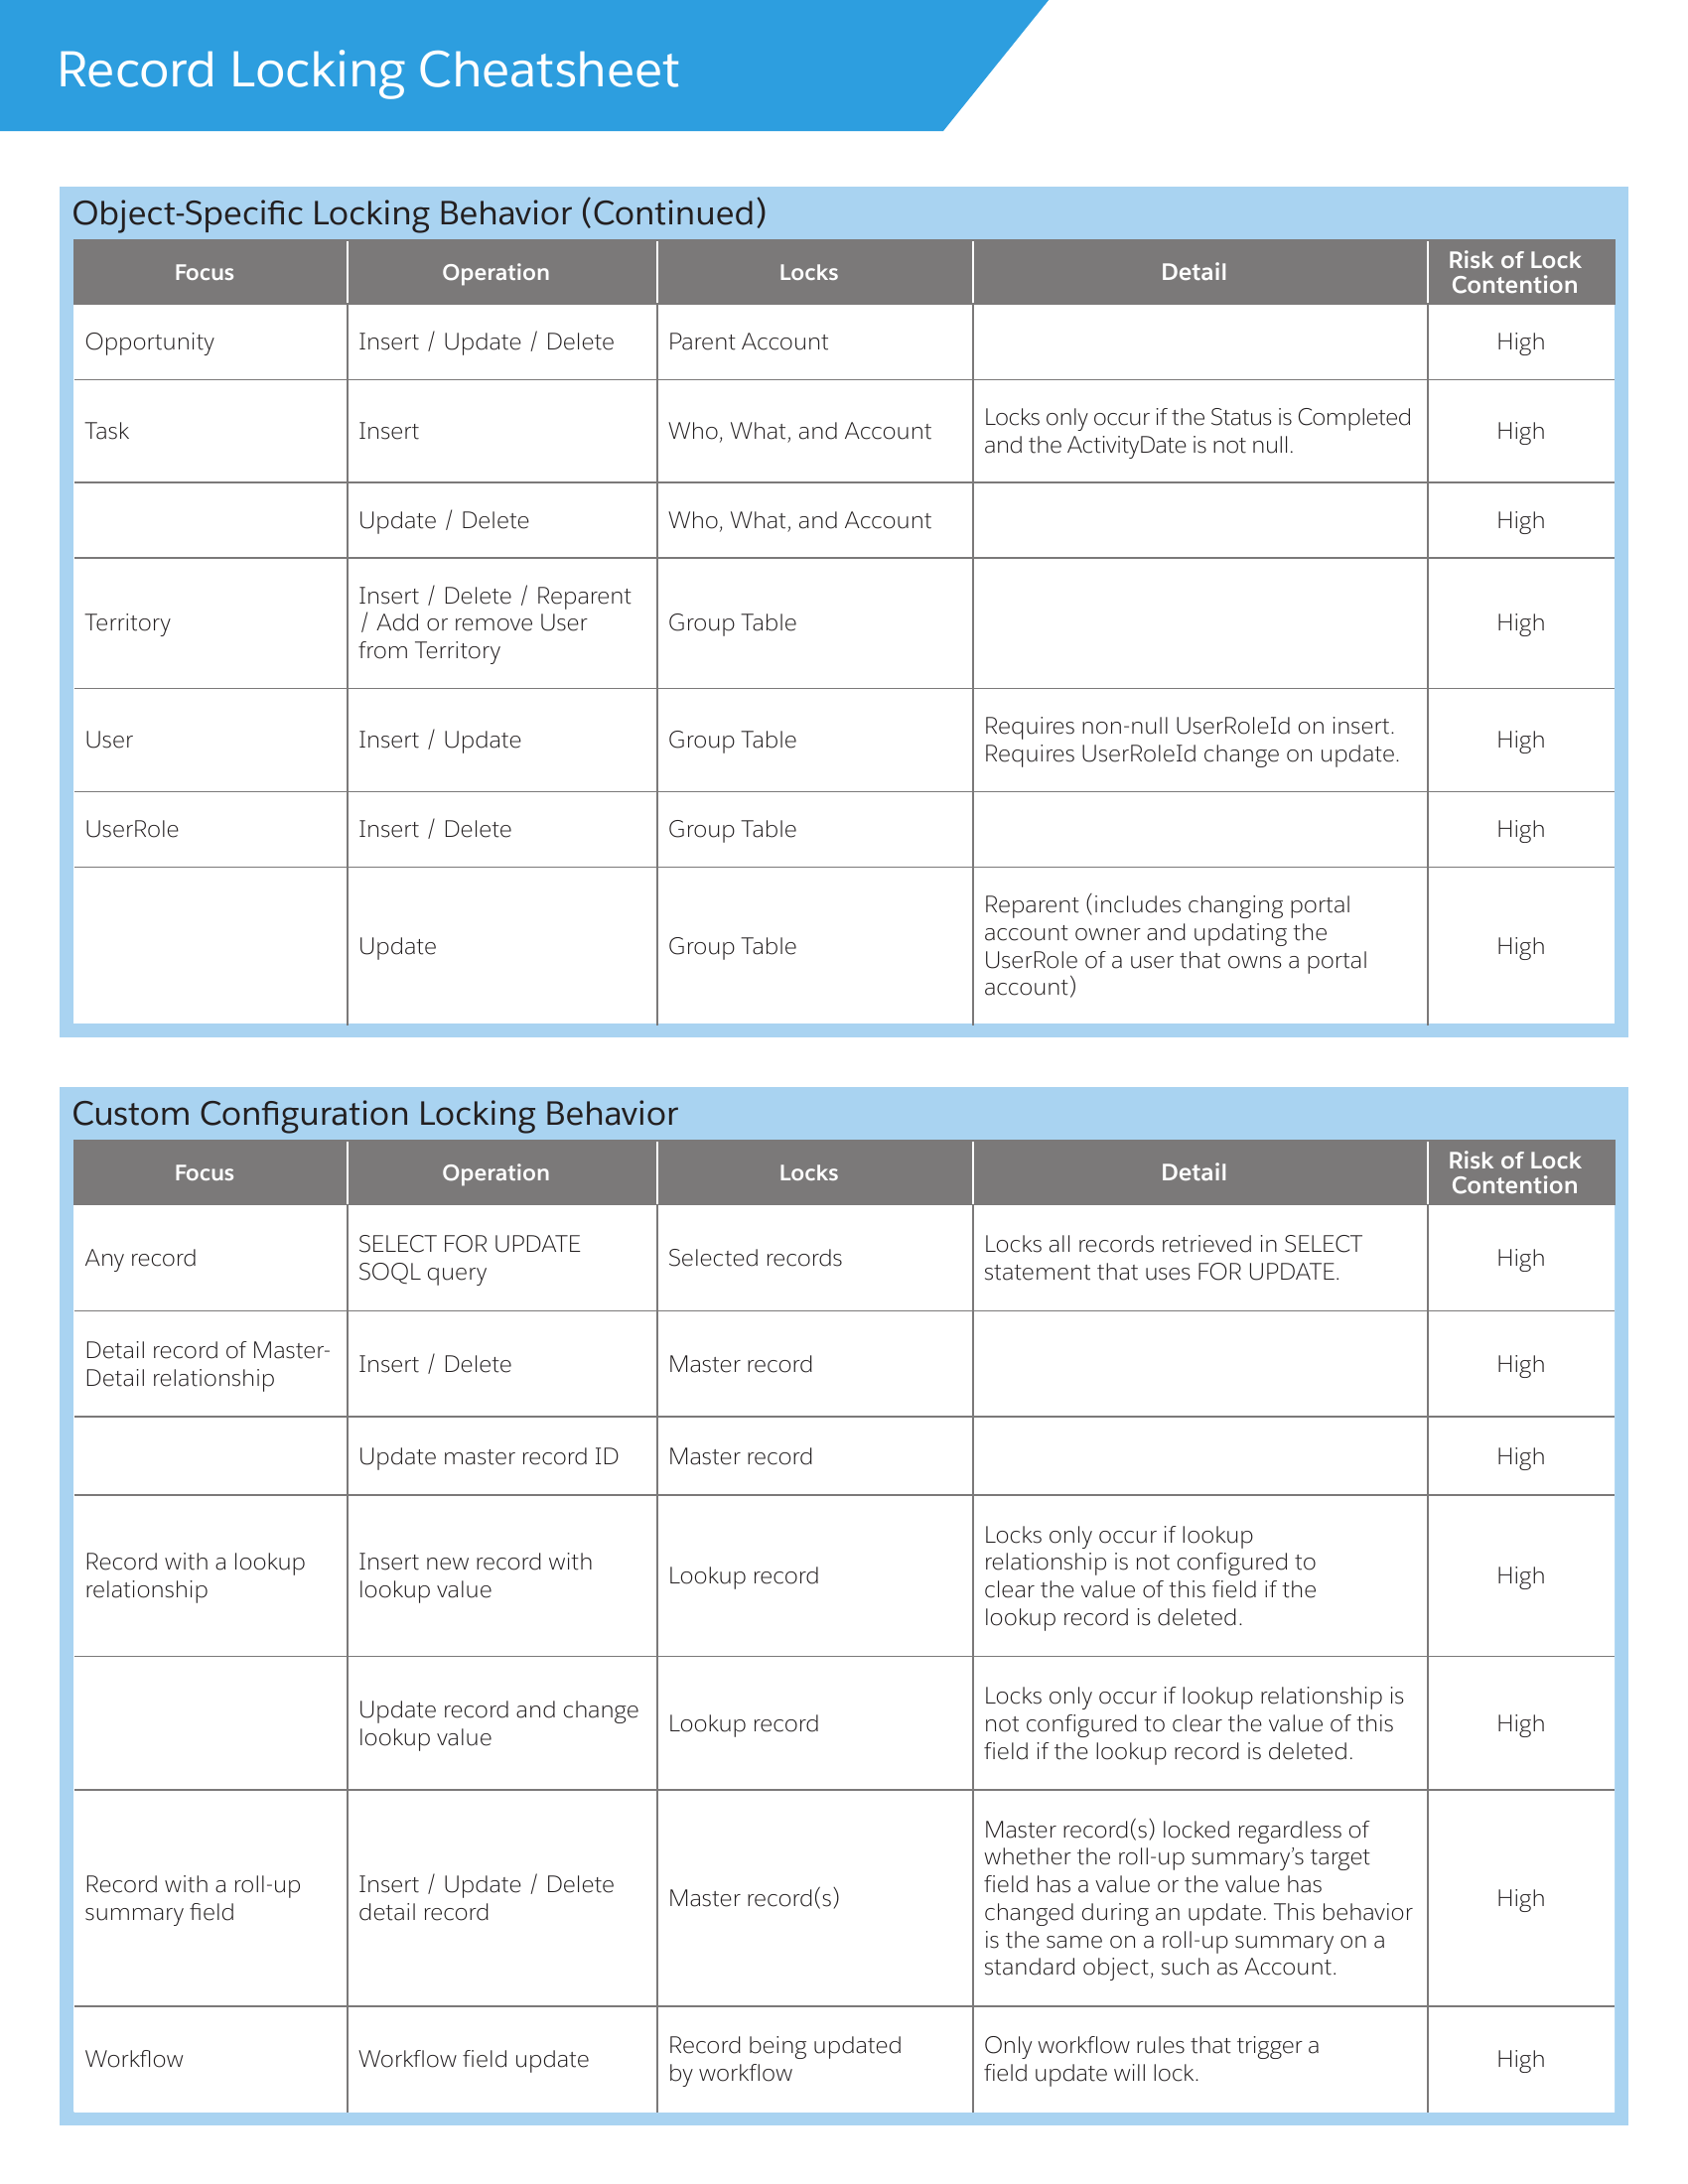 Record Locking Cheatsheet
Object-Specific Locking Behavior (Continued)
Focus
Operation
Locks
Detail
Risk of Lock
Contention
Opportunity
Insert / Update / Delete
Parent Account
High
Task
Insert
Who, What, and Account
Locks only occur if the Status is Completed
and the ActivityDate is not null.
High
Update / Delete
Who, What, and Account
High
Territory
Insert / Delete / Reparent
/ Add or remove User
from Territory
Group Table
High
User
Insert / Update
Group Table
Requires non-null UserRoleId on insert.
Requires UserRoleId change on update.
High
UserRole
Insert / Delete
Group Table
High
Update
Group Table
Reparent (includes changing portal
account owner and updating the
UserRole of a user that owns a portal
account)
High
Custom Configuration Locking Behavior
Focus
Operation
Locks
Detail
Risk of Lock
Contention
Any record
SELECT FOR UPDATE
SOQL query
Selected records
Locks all records retrieved in SELECT
statement that uses FOR UPDATE.
High
Detail record of Master-
Detail relationship
Insert / Delete
Master record
High
Update master record ID
Master record
High
Record with a lookup
relationship
Insert new record with
lookup value
Lookup record
Locks only occur if lookup
relationship is not configured to
clear the value of this field if the
lookup record is deleted.
High
Update record and change
lookup value
Lookup record
Locks only occur if lookup relationship is
not configured to clear the value of this
field if the lookup record is deleted.
High
Record with a roll-up
summary field
Insert / Update / Delete
detail record
Master record(s)
Master record(s) locked regardless of
whether the roll-up summary’s target
field has a value or the value has
changed during an update. This behavior
is the same on a roll-up summary on a
standard object, such as Account.
High
Workflow
Workflow field update
Record being updated
by workflow
Only workflow rules that trigger a
field update will lock.
High